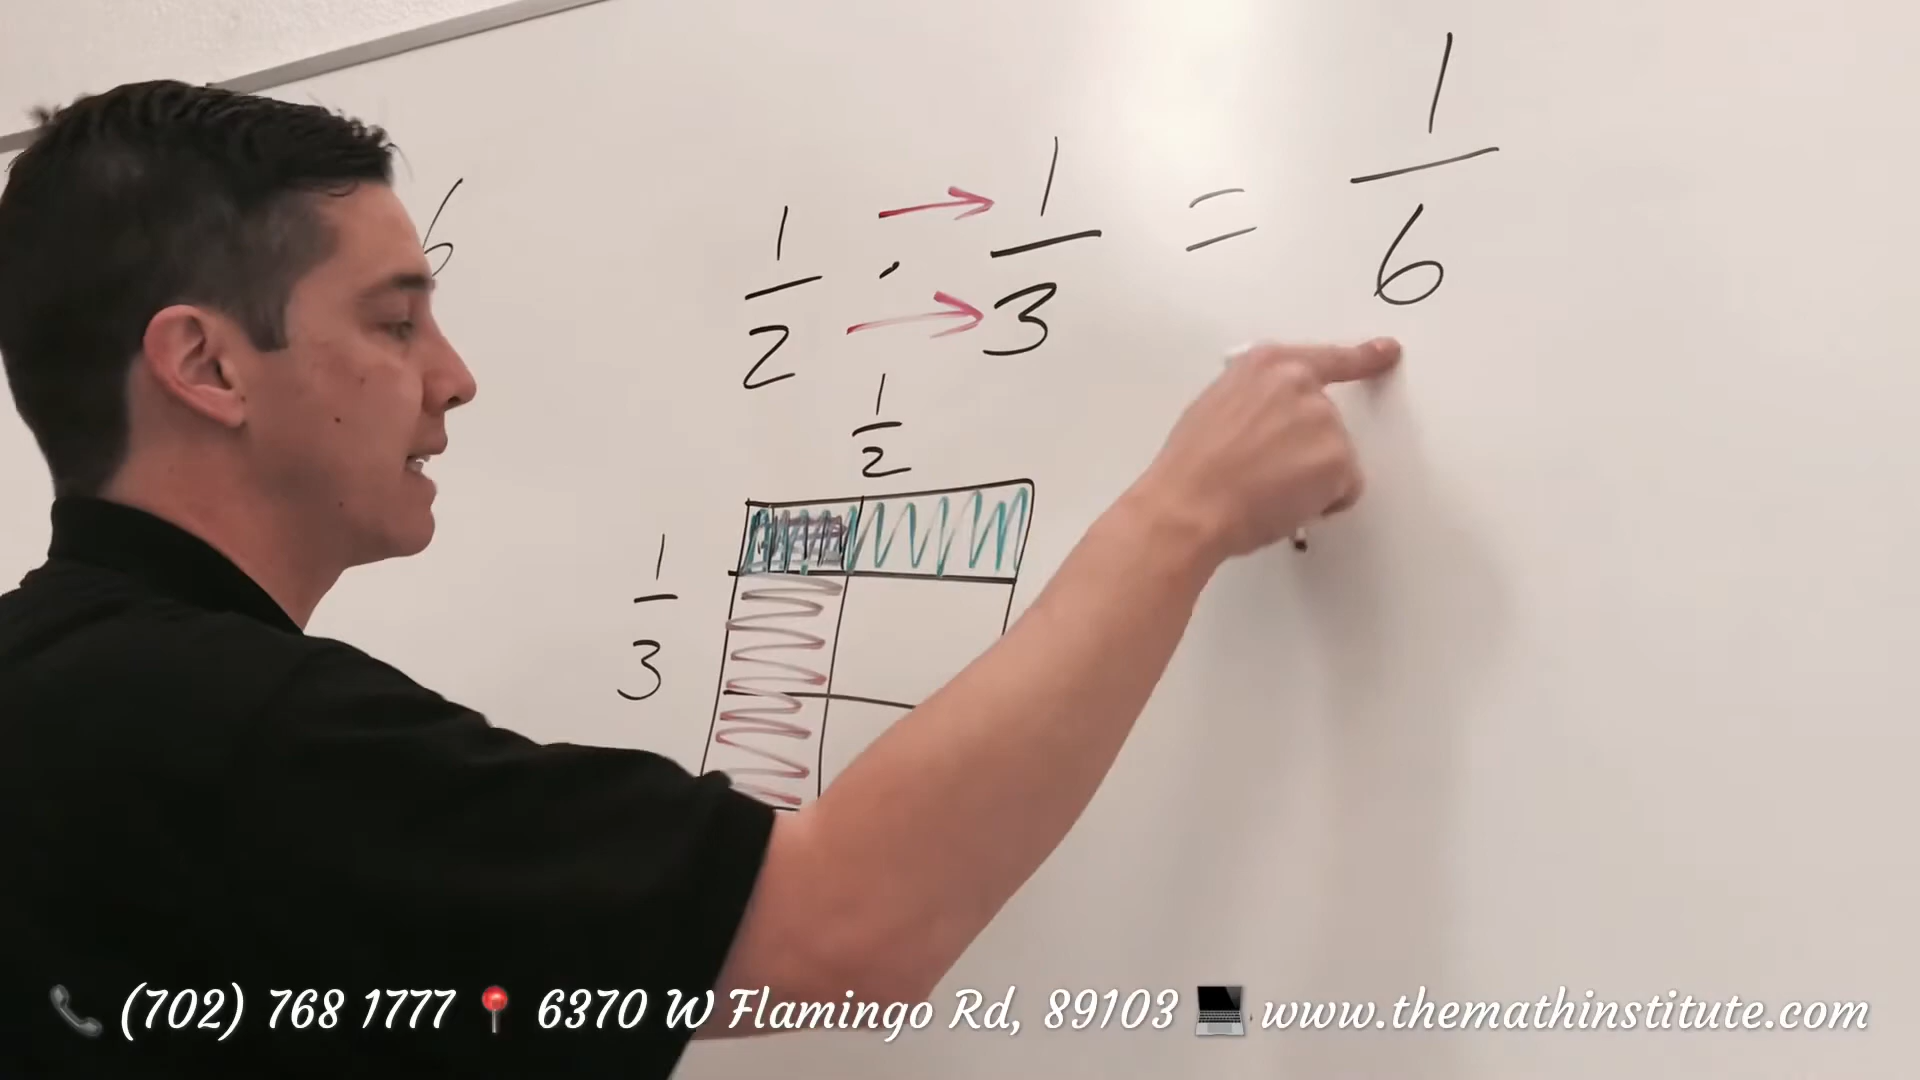 6
1/2 · 1/3 = 1/6
1/2
1/3
(702) 768 1777 6370 W Flamingo Rd, 89103 www.themathinstitute.com